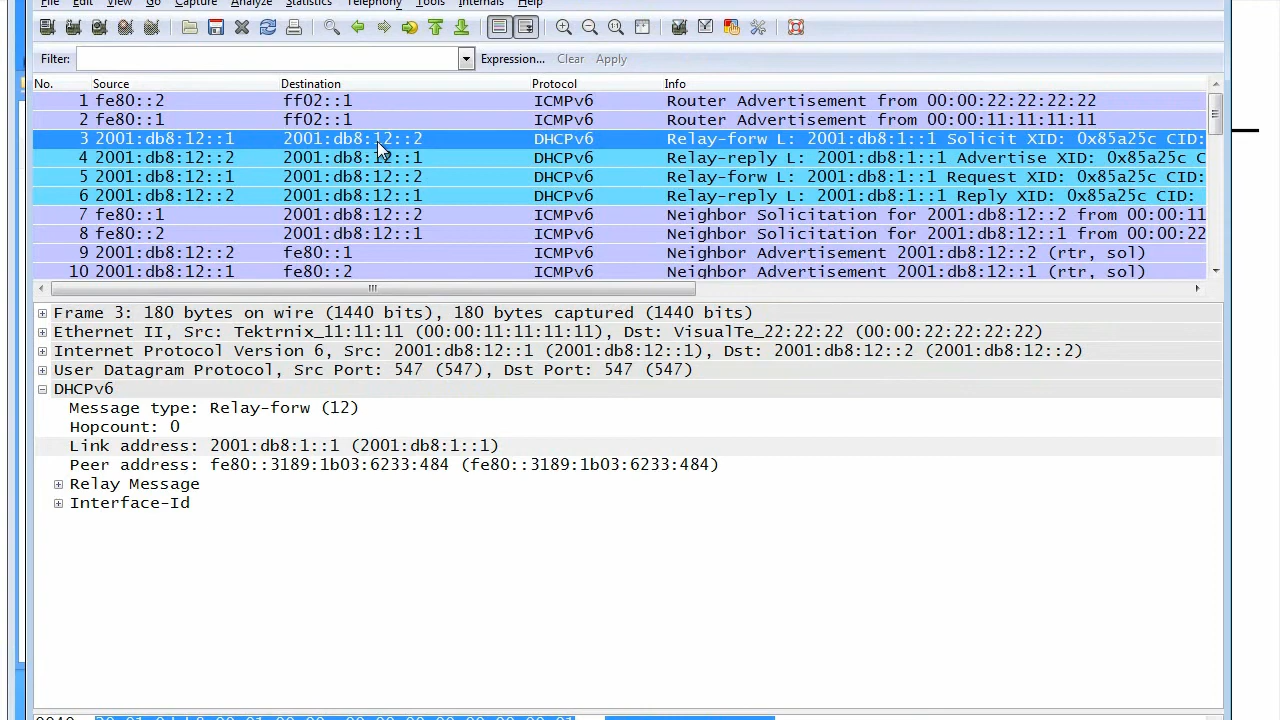 File Edit View Go Capture Analyze Statistics Telephony Tools Internals Help
Filter: Expression... Clear Apply
No. Source Destination Protocol Info
1 fe80::2 ff02::1 ICMPv6 Router Advertisement from 00:00:22:22:22:22
2 fe80::1 ff02::1 ICMPv6 Router Advertisement from 00:00:11:11:11:11
3 2001:db8:12::1 2001:db8:12::2 DHCPv6 Relay-forw L: 2001:db8:1::1 Solicit XID: 0x85a25c CID:
4 2001:db8:12::2 2001:db8:12::1 DHCPv6 Relay-reply L: 2001:db8:1::1 Advertise XID: 0x85a25c C
5 2001:db8:12::1 2001:db8:12::2 DHCPv6 Relay-forw L: 2001:db8:1::1 Request XID: 0x85a25c CID:
6 2001:db8:12::2 2001:db8:12::1 DHCPv6 Relay-reply L: 2001:db8:1::1 Reply XID: 0x85a25c CID:
7 fe80::1 2001:db8:12::2 ICMPv6 Neighbor Solicitation for 2001:db8:12::2 from 00:00:11
8 fe80::2 2001:db8:12::1 ICMPv6 Neighbor Solicitation for 2001:db8:12::1 from 00:00:22
9 2001:db8:12::2 fe80::1 ICMPv6 Neighbor Advertisement 2001:db8:12::2 (rtr, sol)
10 2001:db8:12::1 fe80::2 ICMPv6 Neighbor Advertisement 2001:db8:12::1 (rtr, sol)
Frame 3: 180 bytes on wire (1440 bits), 180 bytes captured (1440 bits)
Ethernet II, Src: Tektrnix_11:11:11 (00:00:11:11:11:11), Dst: VisualTe_22:22:22 (00:00:22:22:22:22)
Internet Protocol Version 6, Src: 2001:db8:12::1 (2001:db8:12::1), Dst: 2001:db8:12::2 (2001:db8:12::2)
User Datagram Protocol, Src Port: 547 (547), Dst Port: 547 (547)
DHCPv6
Message type: Relay-forw (12)
Hopcount: 0
Link address: 2001:db8:1::1 (2001:db8:1::1)
Peer address: fe80::3189:1b03:6233:484 (fe80::3189:1b03:6233:484)
Relay Message
Interface-Id